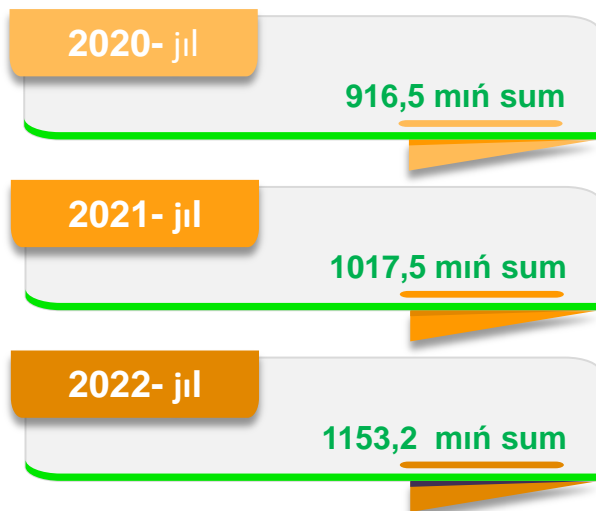 2020- jıl
916,5 mıń sum
2021- jıl
1017,5 mıń sum
2022- jıl
1153,2 mıń sum